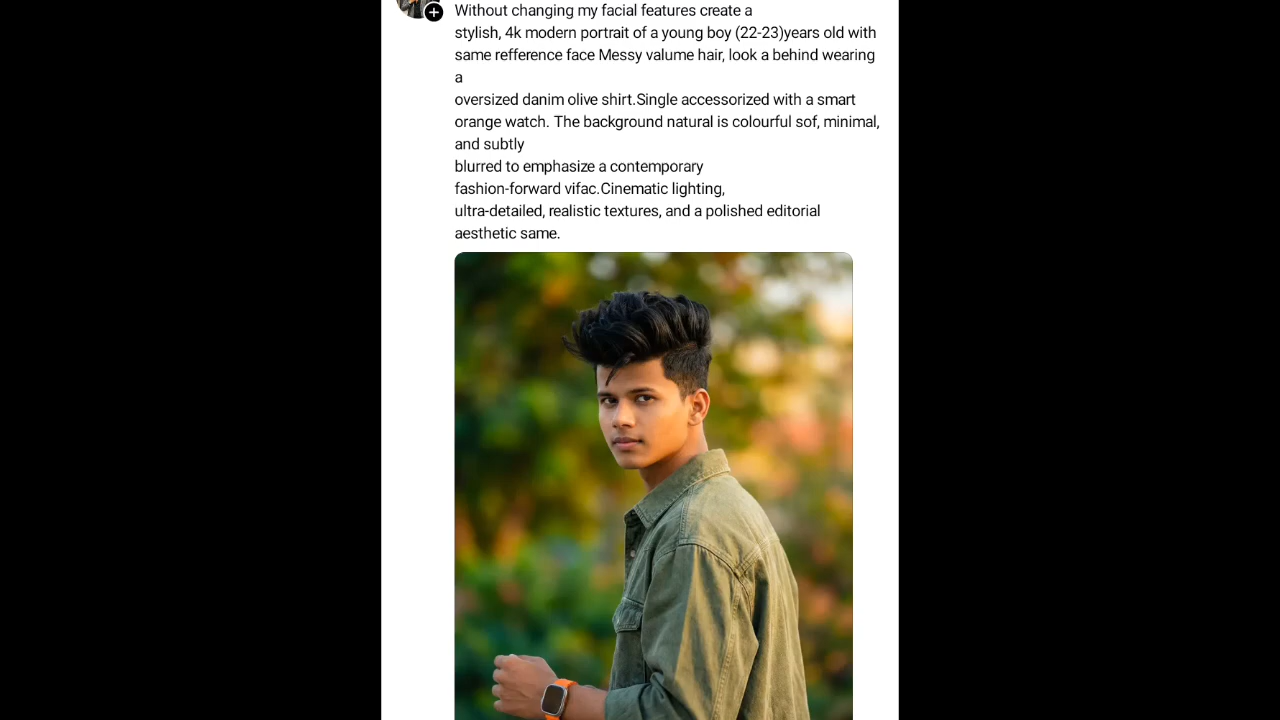 Without changing my facial features create a
stylish, 4k modern portrait of a young boy (22-23)years old with
same refference face Messy valume hair, look a behind wearing
a
oversized danim olive shirt.Single accessorized with a smart
orange watch. The background natural is colourful sof, minimal,
and subtly
blurred to emphasize a contemporary
fashion-forward vifac.Cinematic lighting,
ultra-detailed, realistic textures, and a polished editorial
aesthetic same.